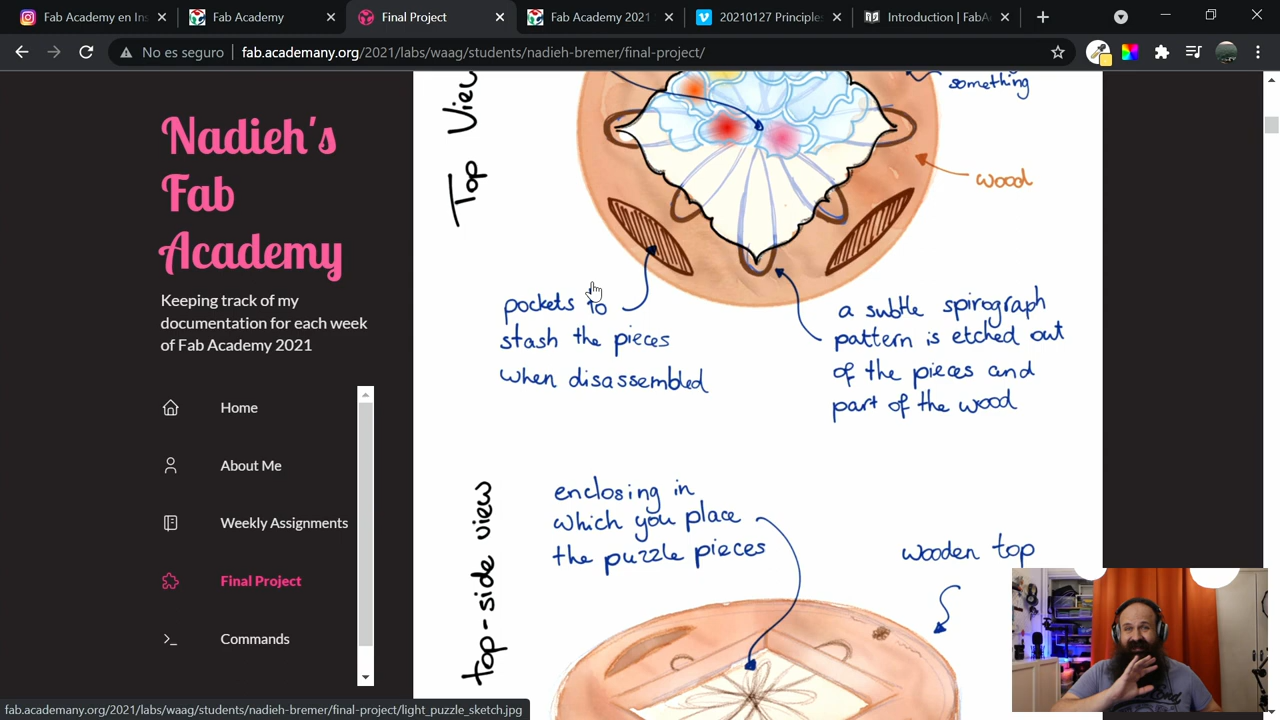 Fab Academy en Ins
Fab Academy
Final Project
Fab Academy 2021
20210127 Principles
Introduction | FabAc
No es seguro
fab.academany.org/2021/labs/waag/students/nadieh-bremer/final-project/
Nadieh's
Fab
Academy
Keeping track of my
documentation for each week
of Fab Academy 2021
Home
About Me
Weekly Assignments
Final Project
Commands
Top View
something
wood
pockets to
stash the pieces
when disassembled
a subtle spirograph
pattern is etched out
of the pieces and
part of the wood
top-side view
enclosing in
which you place
the puzzle pieces
wooden top
fab.academany.org/2021/labs/waag/students/nadieh-bremer/final-project/light_puzzle_sketch.jpg